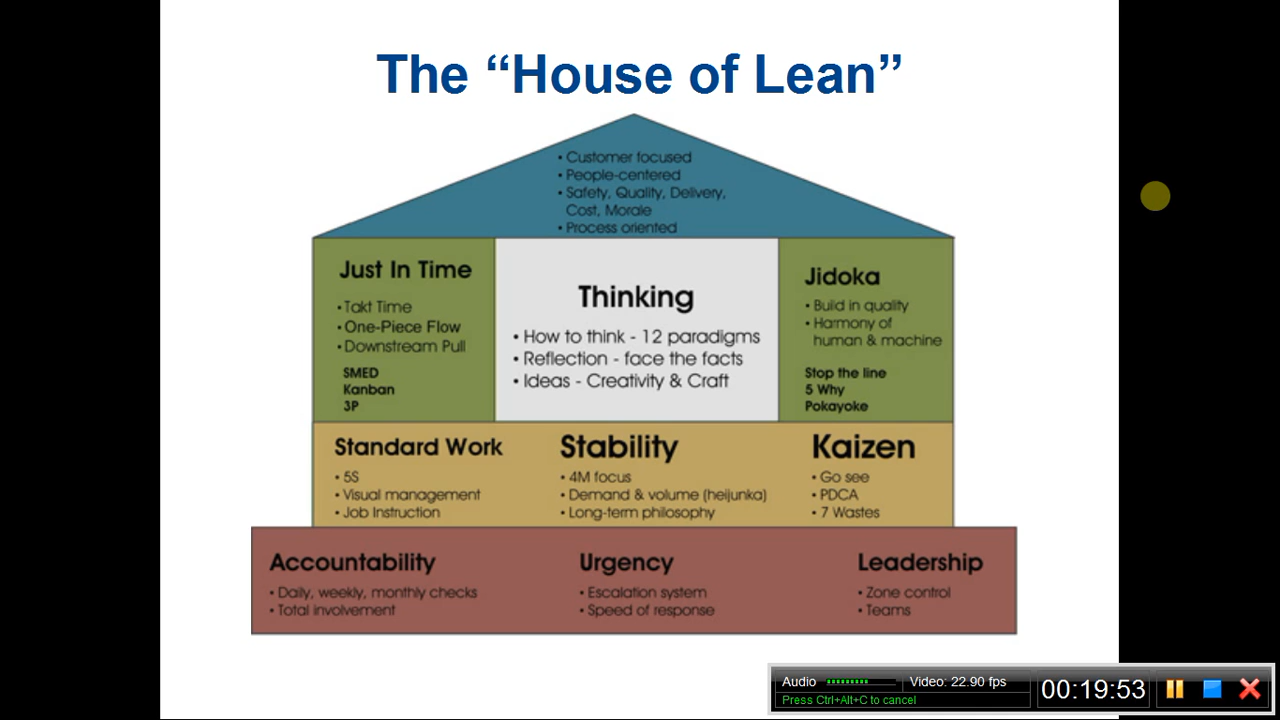 The “House of Lean”
• Customer focused
• People-centered
• Safety, Quality, Delivery,
Cost, Morale
• Process oriented
Just In Time
• Takt Time
• One-Piece Flow
• Downstream Pull
SMED
Kanban
3P
Thinking
• How to think - 12 paradigms
• Reflection - face the facts
• Ideas - Creativity & Craft
Jidoka
• Build in quality
• Harmony of
human & machine
Stop the line
5 Why
Pokayoke
Standard Work
• 5S
• Visual management
• Job Instruction
Stability
• 4M focus
• Demand & volume (heijunka)
• Long-term philosophy
Kaizen
• Go see
• PDCA
• 7 Wastes
Accountability
• Daily, weekly, monthly checks
• Total involvement
Urgency
• Escalation system
• Speed of response
Leadership
• Zone control
• Teams
Audio
Video: 22.90 fps
Press Ctrl+Alt+C to cancel
00:19:53